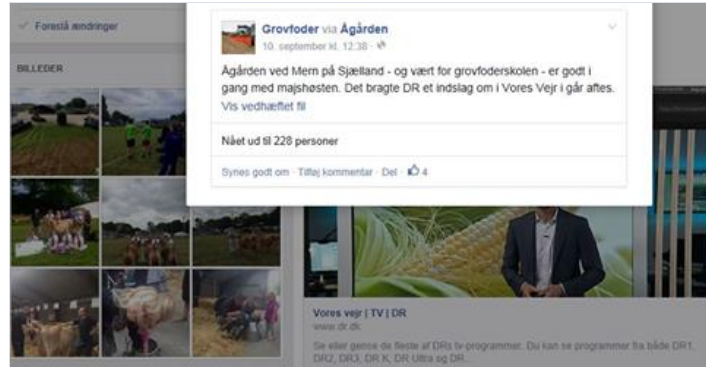 Foreslå ændringer
BILLEDER
Grovfoder via Ågården
10. september kl. 12:38 ·
Ågården ved Mern på Sjælland - og vært for grovfoderskolen - er godt i
gang med majshøsten. Det bragte DR et indslag om i Vores Vejr i går aftes.
Vis vedhæftet fil
Nået ud til 228 personer
Synes godt om · Tilføj kommentar · Del · 4
Vores vejr | TV | DR
www.dr.dk
Se eller gense de fleste af DRs tv-programmer. Du kan se programmer fra både DR1,
DR2, DR3, DR K, DR Ultra og DR...